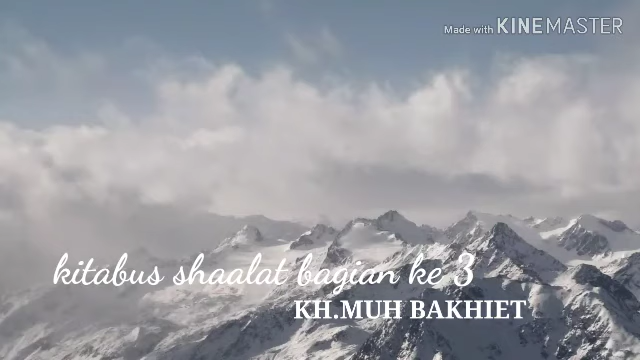 Made with KINEMASTER
kitabus shaalat bagian ke 3
KH.MUH BAKHIET